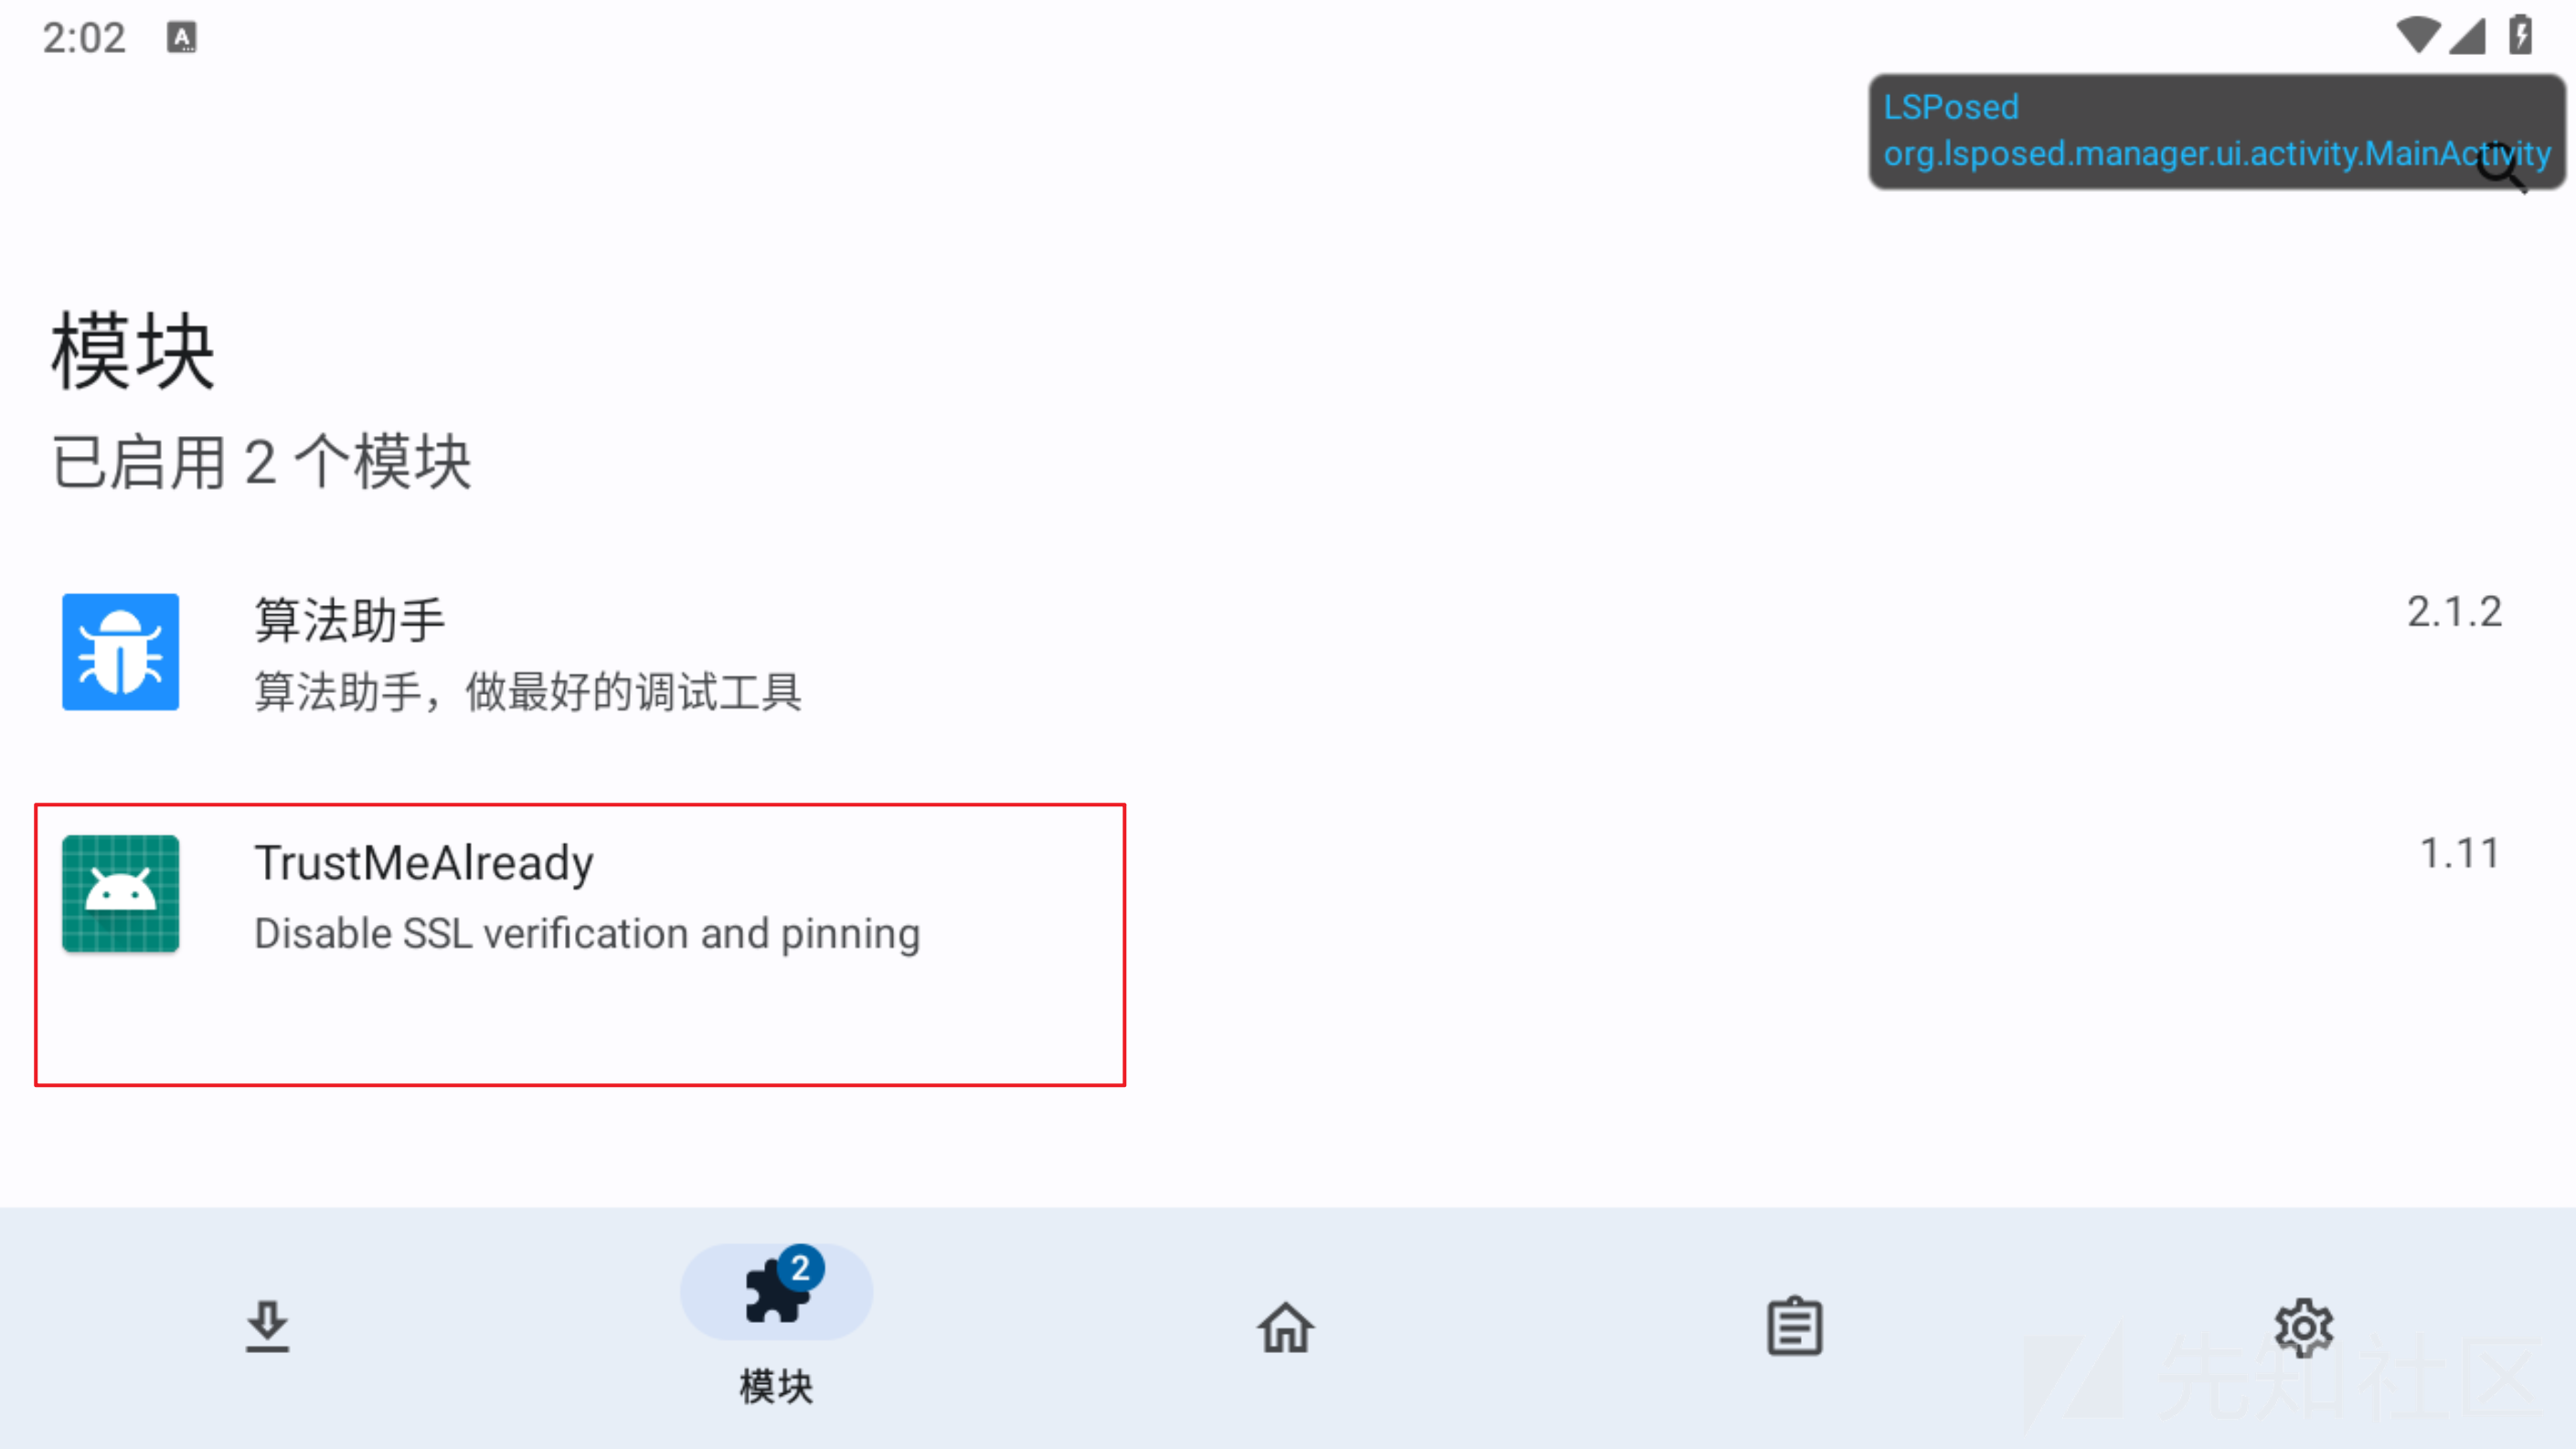 2:02
A
LSPosed
org.lsposed.manager.ui.activity.MainActivity
模块
已启用 2 个模块
算法助手
2.1.2
算法助手，做最好的调试工具
TrustMeAlready
1.11
Disable SSL verification and pinning
2
模块
先知社区